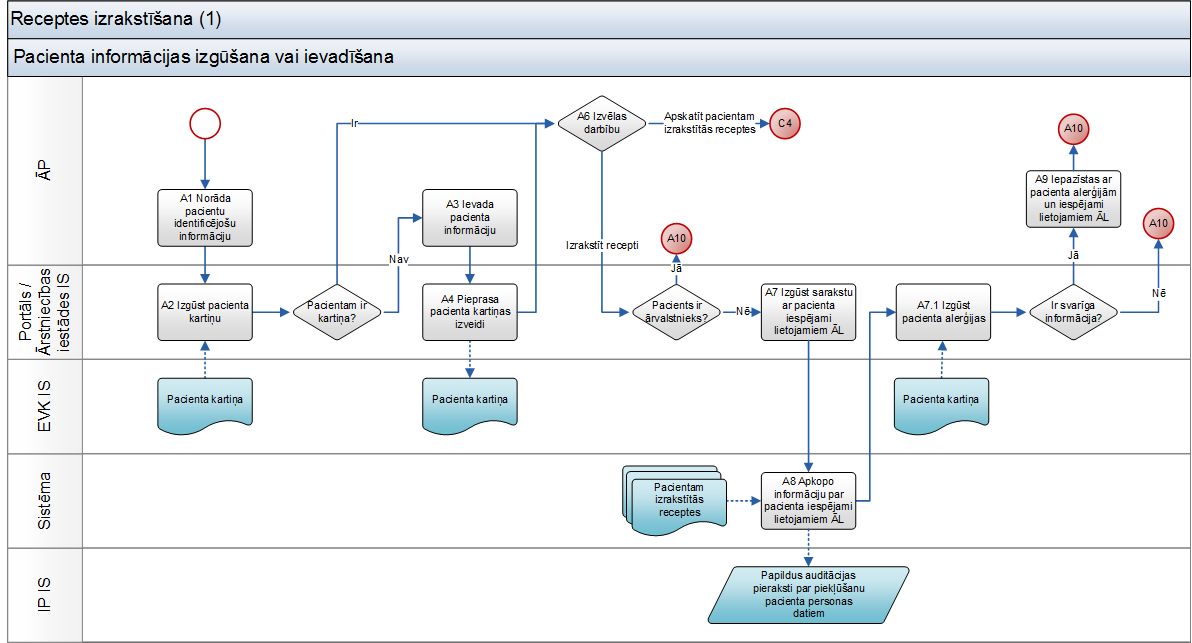 Receptes izrakstīšana (1)
Pacienta informācijas izgūšana vai ievadīšana
ĀP
A1 Norāda
pacientu
identificējošu
informāciju
Ir
A3 Ievada
pacienta
informāciju
Nav
A6 Izvēlas
darbību
Apskatīt pacientam
izrakstītās receptes
C4
Izrakstīt recepti
A10
Jā
A10
A9 Iepazīstas ar
pacienta alerģijām
un iespējami
lietojamiem ĀL
Jā
A10
Nē
Portāls /
Ārstniecības
iestādes IS
A2 Izgūst pacienta
kartiņu
Pacientam ir
kartiņa?
A4 Pieprasa
pacienta kartiņas
izveidi
Pacients ir
ārvalstnieks?
Nē
A7 Izgūst sarakstu
ar pacienta
iespējami
lietojamiem ĀL
A7.1 Izgūst
pacienta alerģijas
Ir svarīga
informācija?
EVK IS
Pacienta kartiņa
Pacienta kartiņa
Pacienta kartiņa
Sistēma
Pacientam
izrakstītās
receptes
A8 Apkopo
informāciju par
pacienta iespējami
lietojamiem ĀL
IP IS
Papildus auditācijas
pieraksti par piekļūšanu
pacienta personas
datiem